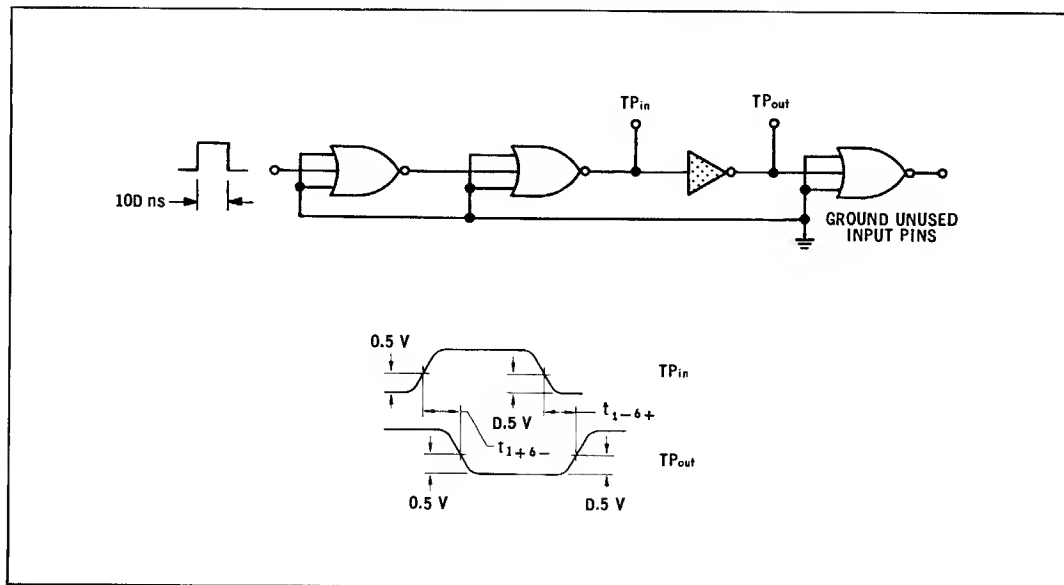 TPin
TPout
10D ns
GROUND UNUSED
INPUT PINS
0.5 V
TPin
D.5 V
t1-6+
t1+6-
TPout
0.5 V
D.5 V